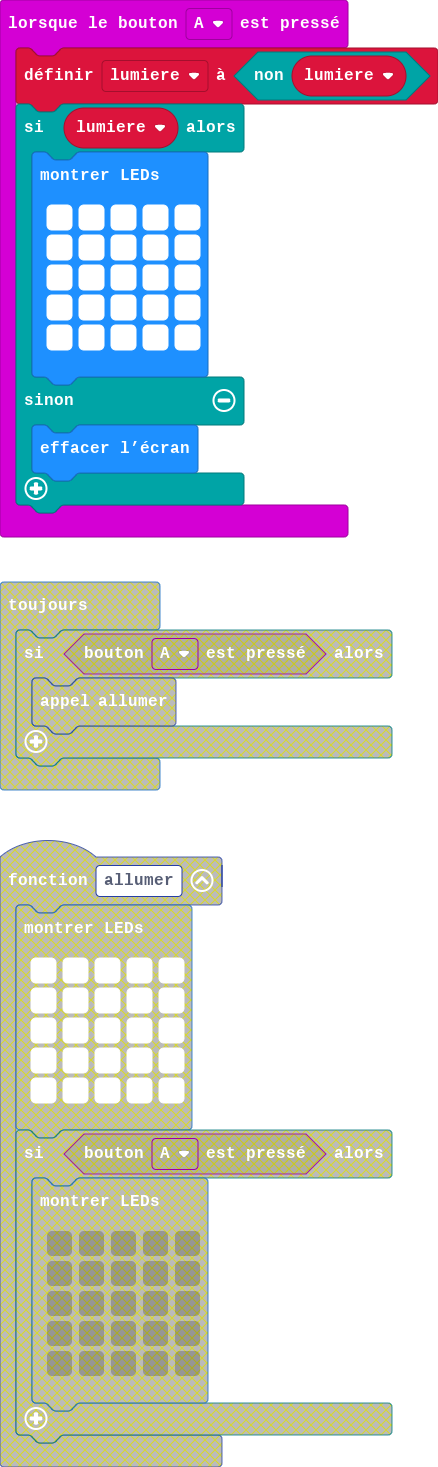 lorsque le bouton A est pressé
définir lumiere à non lumiere
si lumiere alors
montrer LEDs
sinon
effacer l’écran
toujours
si bouton A est pressé alors
appel allumer
fonction allumer
montrer LEDs
si bouton A est pressé alors
montrer LEDs